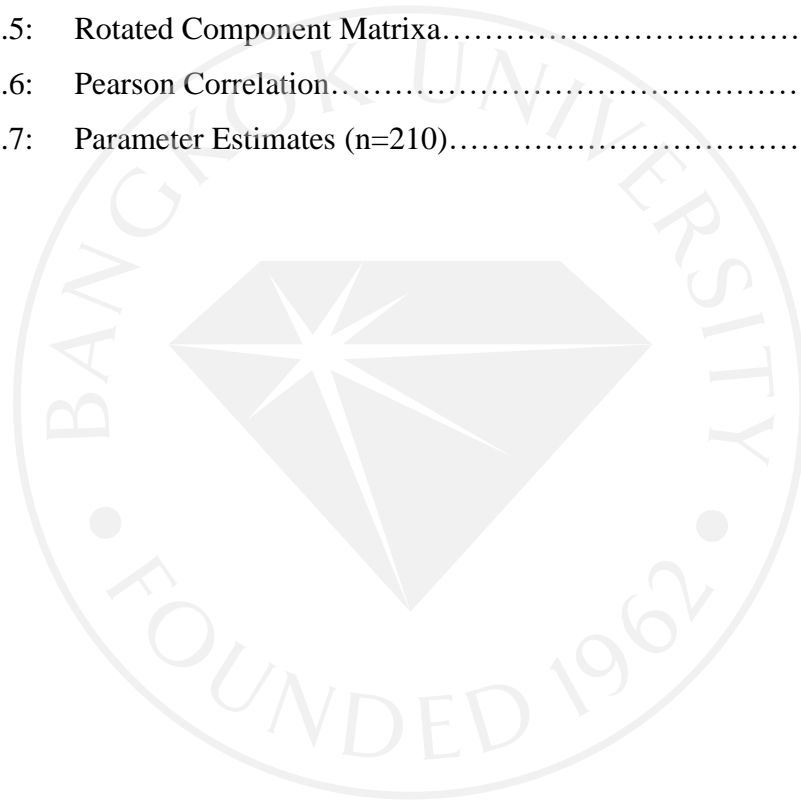 .5: Rotated Component Matrixa…………………….………
.6: Pearson Correlation………………………………………
.7: Parameter Estimates (n=210)……………………………
BANGKOK UNIVERSITY
FOUNDED 1962